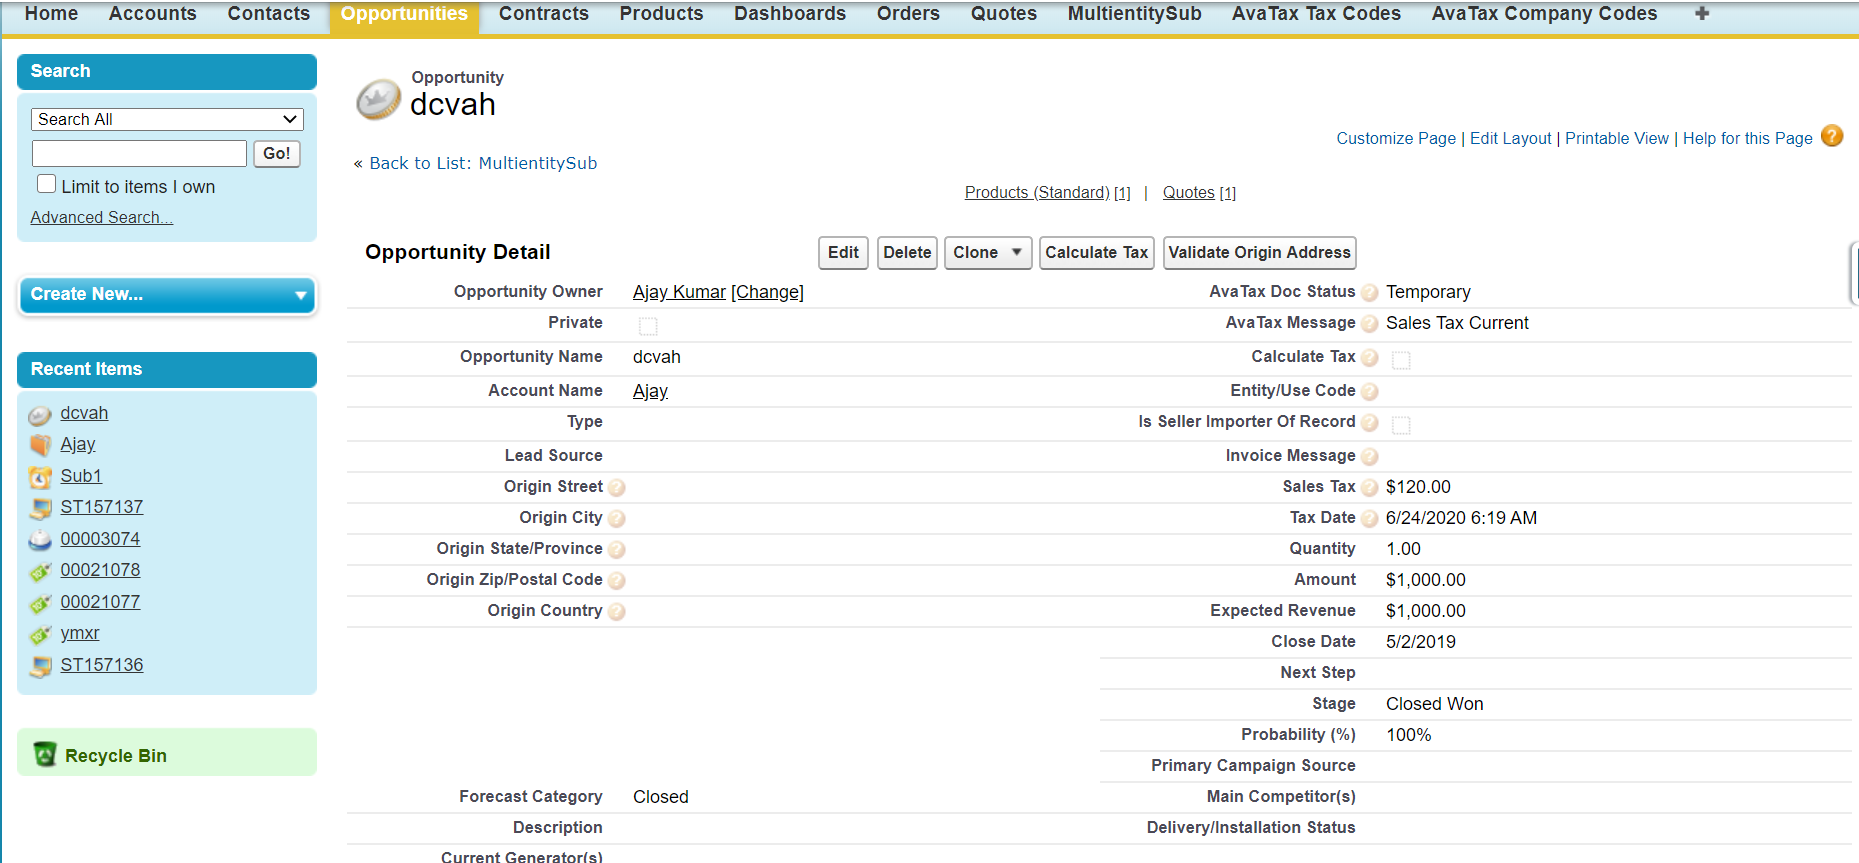 Home Accounts Contacts Opportunities Contracts Products Dashboards Orders Quotes MultientitySub AvaTax Tax Codes AvaTax Company Codes +
Search
Search All
Go!
Limit to items I own
Advanced Search...
Create New...
Recent Items
dcvah
Ajay
Sub1
ST157137
00003074
00021078
00021077
ymxr
ST157136
Recycle Bin
Opportunity
dcvah
Customize Page | Edit Layout | Printable View | Help for this Page ?
« Back to List: MultientitySub
Products (Standard) [1] | Quotes [1]
Opportunity Detail
Edit Delete Clone Calculate Tax Validate Origin Address
Opportunity Owner Ajay Kumar [Change] AvaTax Doc Status ? Temporary
Private AvaTax Message ? Sales Tax Current
Opportunity Name dcvah Calculate Tax ?
Account Name Ajay Entity/Use Code ?
Type Is Seller Importer Of Record ?
Lead Source Invoice Message ?
Origin Street ? Sales Tax ? $120.00
Origin City ? Tax Date ? 6/24/2020 6:19 AM
Origin State/Province ? Quantity 1.00
Origin Zip/Postal Code ? Amount $1,000.00
Origin Country ? Expected Revenue $1,000.00
Close Date 5/2/2019
Next Step
Stage Closed Won
Probability (%) 100%
Primary Campaign Source
Forecast Category Closed Main Competitor(s)
Description Delivery/Installation Status
Current Generator(s)